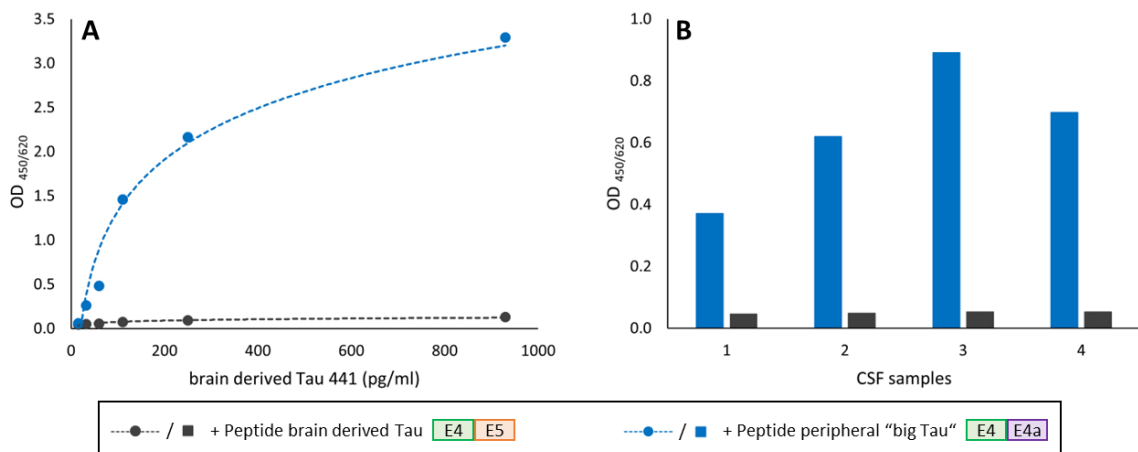 A
OD 450/620
3.5
3.0
2.5
2.0
1.5
1.0
0.5
0.0
0 200 400 600 800 1000
brain derived Tau 441 (pg/ml)
B
OD 450/620
1.0
0.8
0.6
0.4
0.2
0.0
1 2 3 4
CSF samples
/ + Peptide brain derived Tau E4 E5
/ + Peptide peripheral “big Tau“ E4 E4a